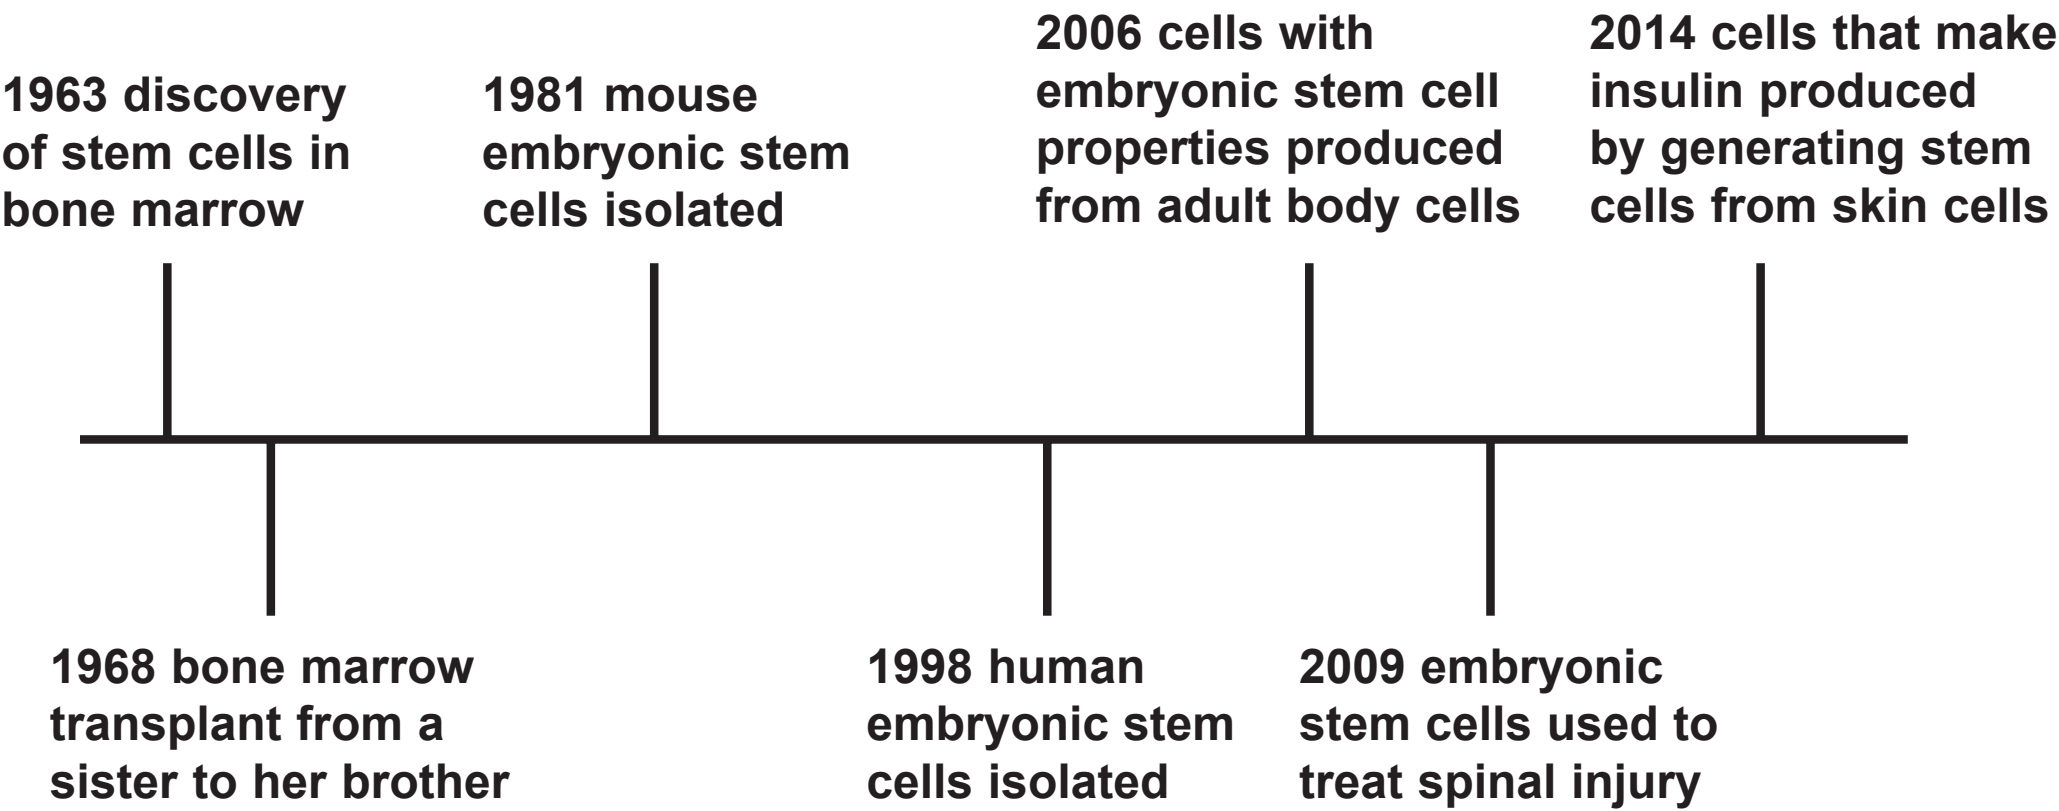 1963 discovery
of stem cells in
bone marrow
1981 mouse
embryonic stem
cells isolated
2006 cells with
embryonic stem cell
properties produced
from adult body cells
2014 cells that make
insulin produced
by generating stem
cells from skin cells
1968 bone marrow
transplant from a
sister to her brother
1998 human
embryonic stem
cells isolated
2009 embryonic
stem cells used to
treat spinal injury